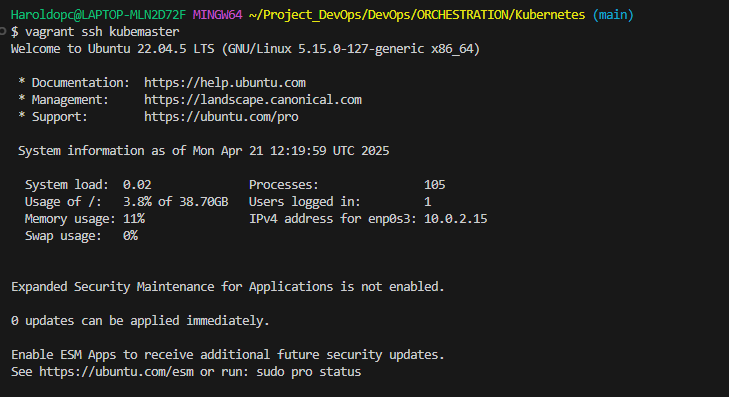 Haroldopc@LAPTOP-MLN2D72F MINGW64 ~/Project_DevOps/DevOps/ORCHESTRATION/Kubernetes (main)
$ vagrant ssh kubemaster
Welcome to Ubuntu 22.04.5 LTS (GNU/Linux 5.15.0-127-generic x86_64)
* Documentation: https://help.ubuntu.com
* Management: https://landscape.canonical.com
* Support: https://ubuntu.com/pro
System information as of Mon Apr 21 12:19:59 UTC 2025
System load: 0.02 Processes: 105
Usage of /: 3.8% of 38.70GB Users logged in: 1
Memory usage: 11% IPv4 address for enp0s3: 10.0.2.15
Swap usage: 0%
Expanded Security Maintenance for Applications is not enabled.
0 updates can be applied immediately.
Enable ESM Apps to receive additional future security updates.
See https://ubuntu.com/esm or run: sudo pro status